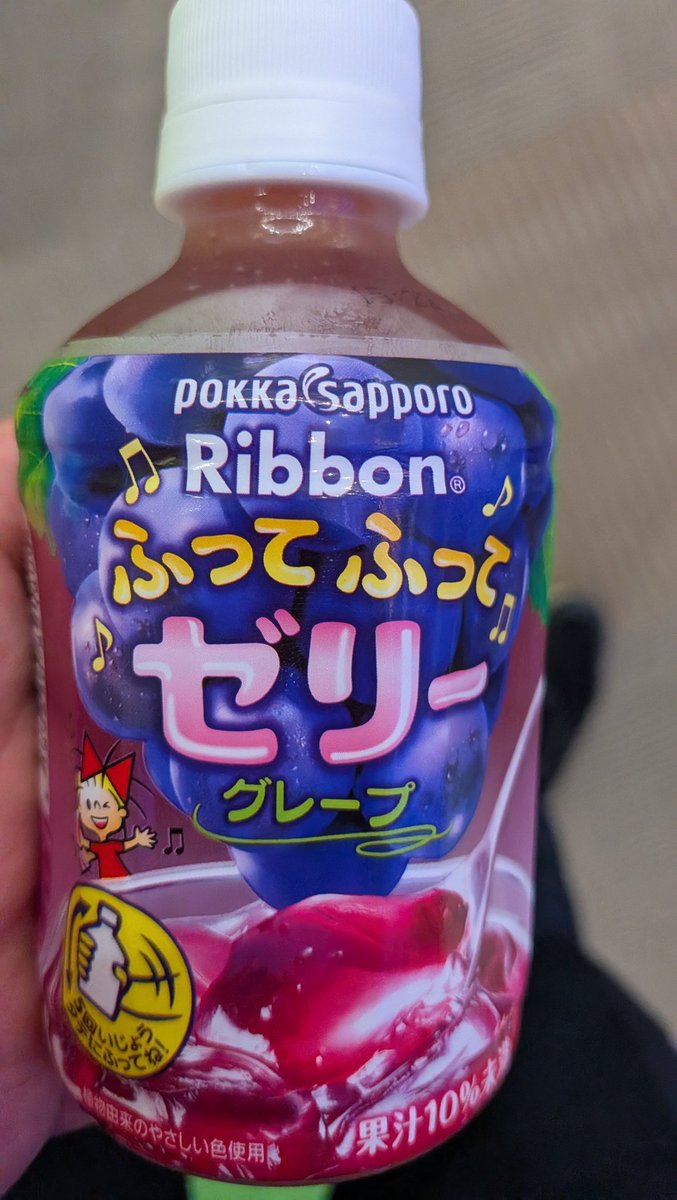 POKKA SAPPORO
Ribbon®
ふってふって
ゼリー
グレープ
5回いじょう
にふってね!
植物由来のやさしい色使用
果汁10%未満